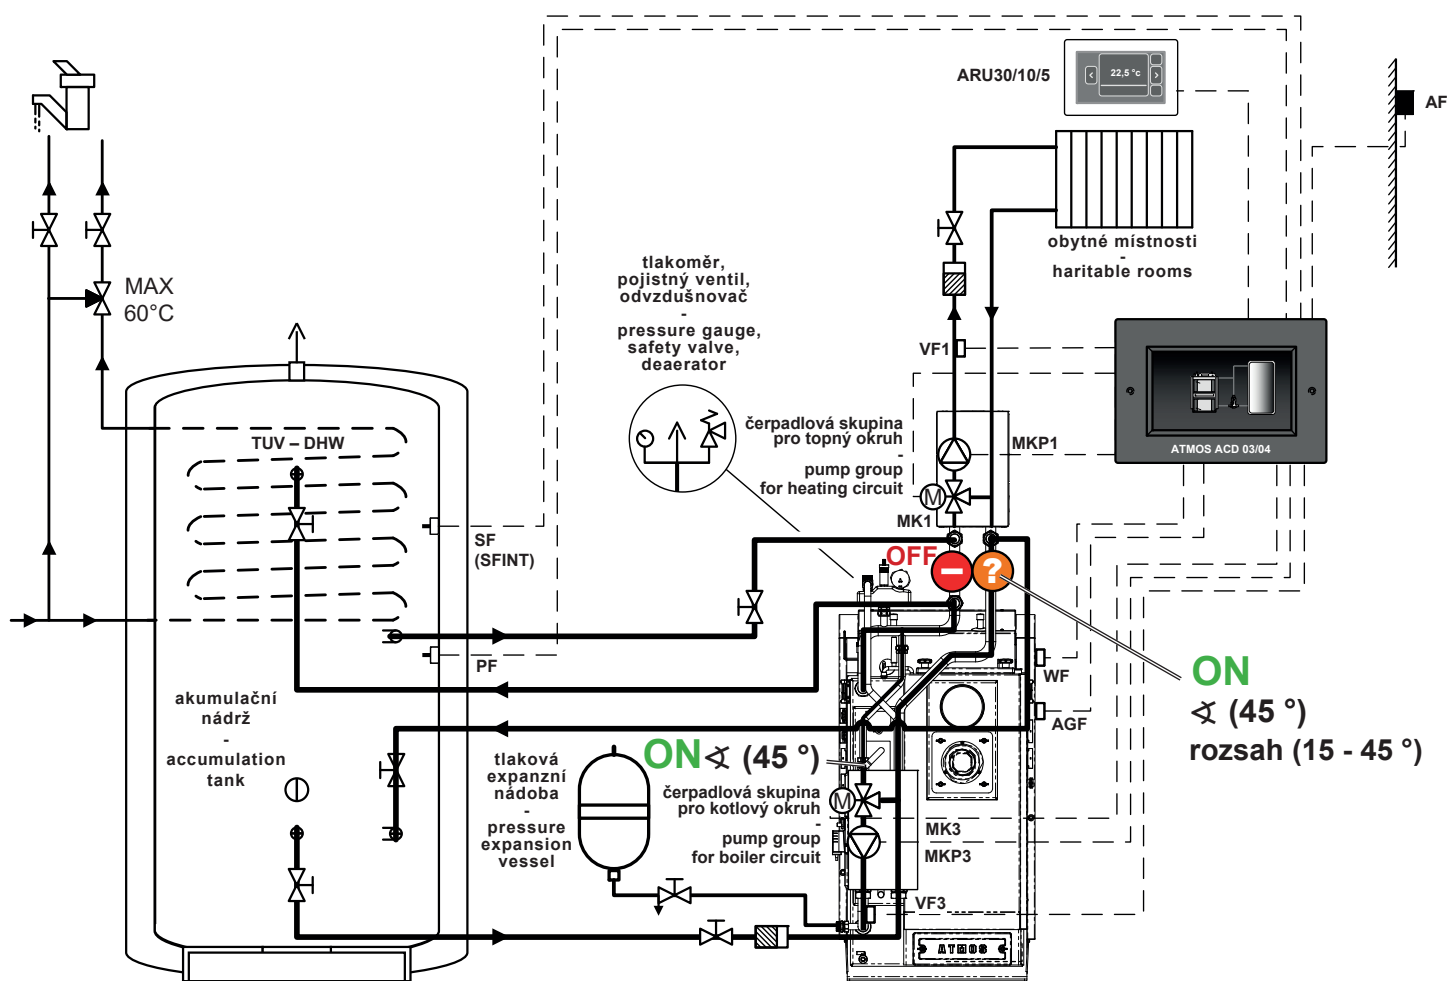 ARU30/10/5
22,5 °c
AF
obytné místnosti
-
haritable rooms
MAX
60°C
tlakoměr,
pojistný ventil,
odvzdušnovač
-
pressure gauge,
safety valve,
deaerator
VF1
čerpadlová skupina
pro topný okruh
-
pump group
for heating circuit
MKP1
M
MK1
ATMOS ACD 03/04
TUV – DHW
SF
(SFINT)
PF
OFF
?
WF
AGF
ON
∢ (45 °)
rozsah (15 - 45 °)
akumulační
nádrž
-
accumulation
tank
tlaková
expanzní
nádoba
-
pressure
expansion
vessel
ON∢ (45 °)
čerpadlová skupina
pro kotlový okruh
-
pump group
for boiler circuit
M
MK3
MKP3
VF3
ATMOS